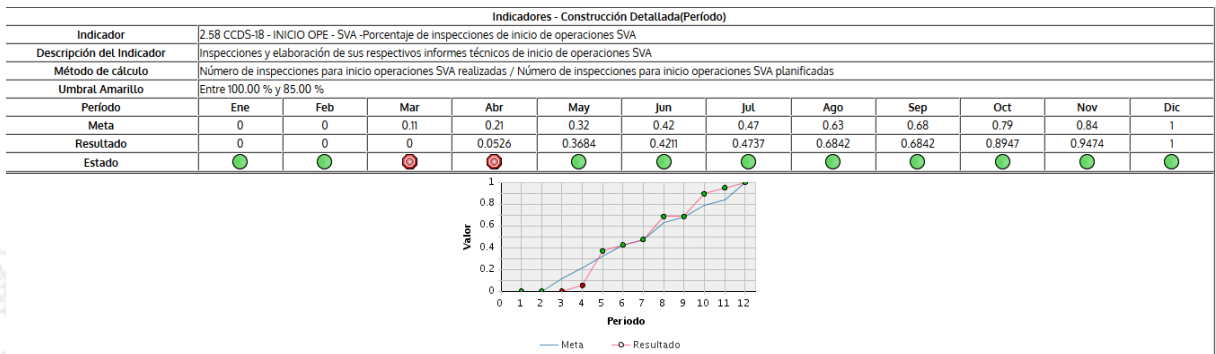 Indicadores - Construcción Detallada(Período)
Indicador 2.58 CCDS-18 - INICIO OPE - SVA -Porcentaje de inspecciones de inicio de operaciones SVA
Descripción del Indicador Inspecciones y elaboración de sus respectivos informes técnicos de inicio de operaciones SVA
Método de cálculo Número de inspecciones para inicio operaciones SVA realizadas / Número de inspecciones para inicio operaciones SVA planificadas
Umbral Amarillo Entre 100.00 % y 85.00 %
Período Ene Feb Mar Abr May Jun Jul Ago Sep Oct Nov Dic
Meta 0 0 0.11 0.21 0.32 0.42 0.47 0.63 0.68 0.79 0.84 1
Resultado 0 0 0 0.0526 0.3684 0.4211 0.4737 0.6842 0.6842 0.8947 0.9474 1
Estado
1
0.8
0.6
0.4
0.2
0
Valor
0 1 2 3 4 5 6 7 8 9 10 11 12
Periodo
Meta Resultado